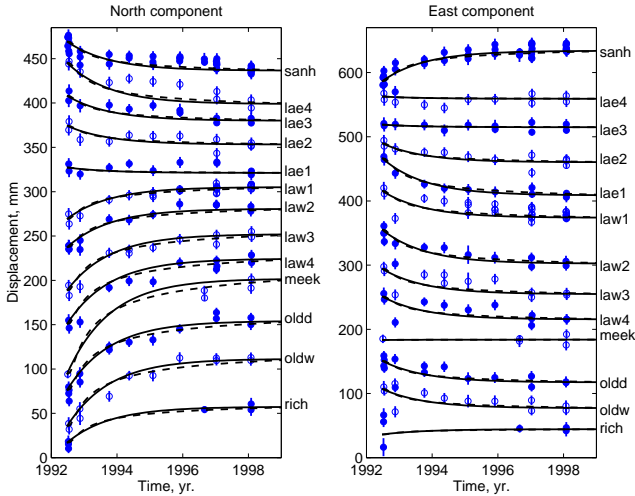 North component
East component
Displacement, mm
450
400
350
300
250
200
150
100
50
0
sanh
lae4
lae3
lae2
lae1
law1
law2
law3
law4
meek
oldd
oldw
rich
1992
1994
1996
1998
Time, yr.
600
500
400
300
200
100
0
sanh
lae4
lae3
lae2
lae1
law1
law2
law3
law4
meek
oldd
oldw
rich
1992
1994
1996
1998
Time, yr.